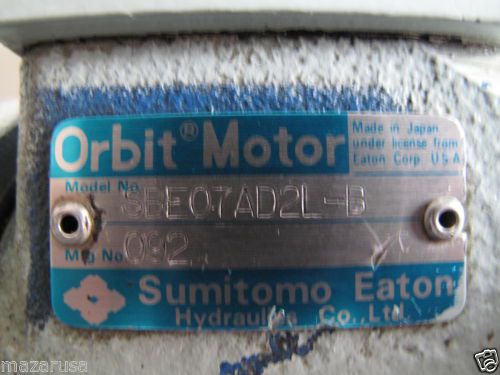 Orbit® Motor
Made in Japan
under license from
Eaton Corp. U.S.A
Model No.
SBE07AD2L-B
Mfg No.
092
Sumitomo Eaton
Hydraulics Co., Ltd.
mazarusa
mazarusa